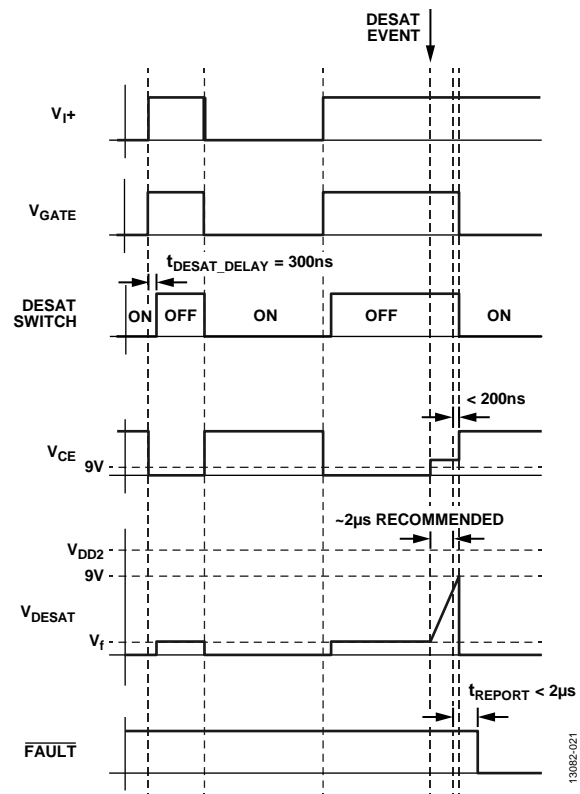 DESAT
EVENT
VI+
VGATE
tDESAT_DELAY = 300ns
DESAT
SWITCH
ON
OFF
ON
OFF
ON
< 200ns
VCE
9V
~2µs RECOMMENDED
VDD2
9V
VDESAT
Vf
tREPORT < 2µs
FAULT
13082-021